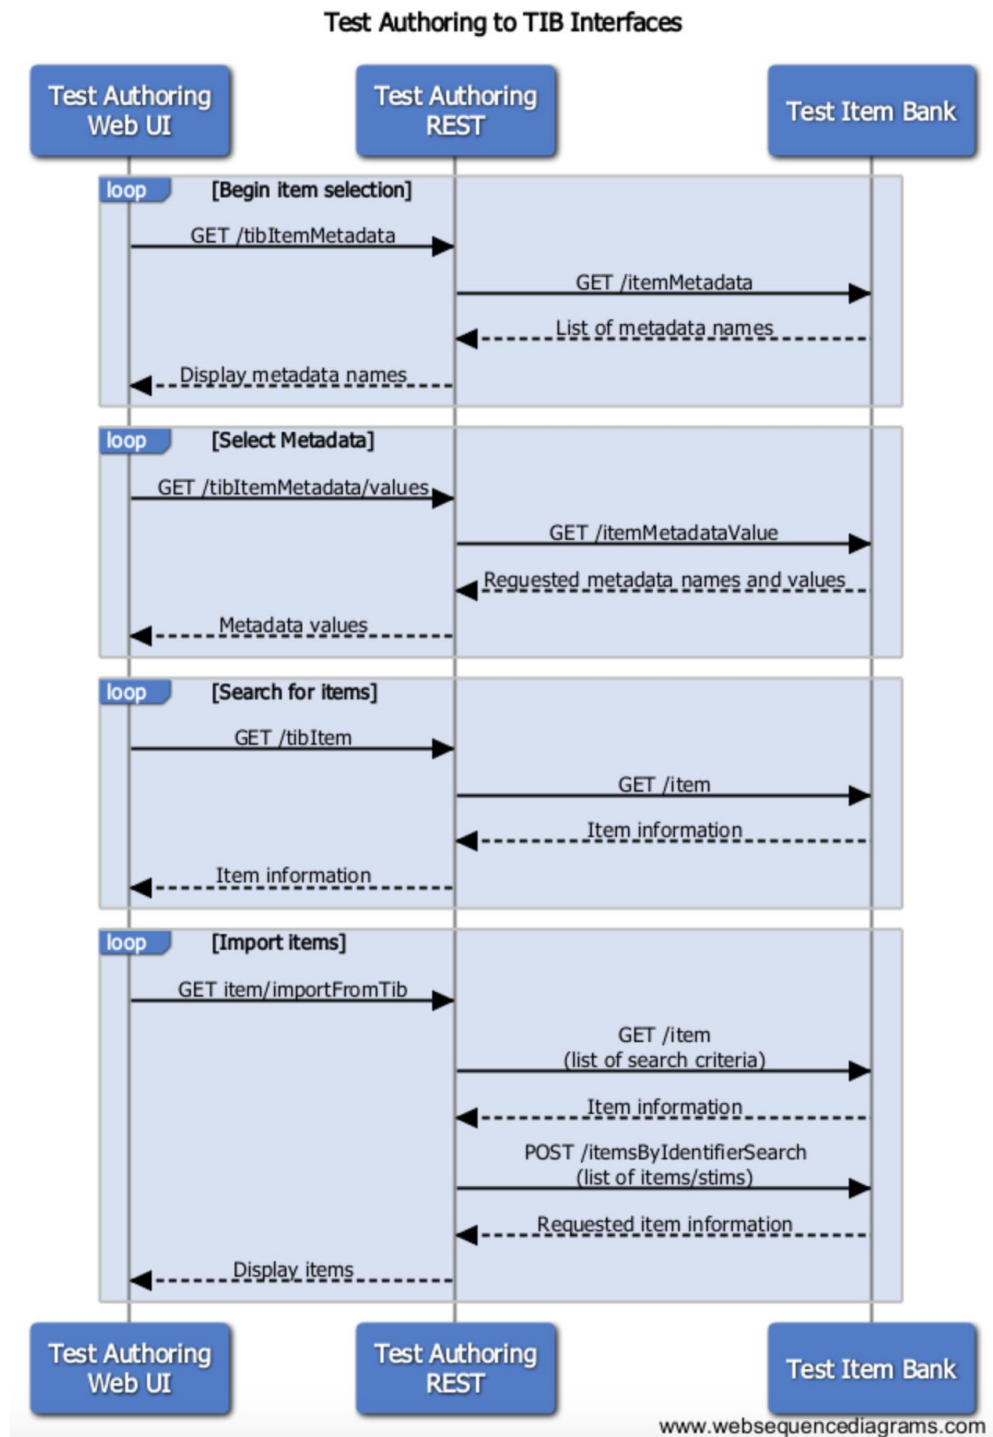 Test Authoring to TIB Interfaces
Test Authoring
Web UI
Test Authoring
REST
Test Item Bank
loop
[Begin item selection]
GET /tibItemMetadata
GET /itemMetadata
List of metadata names
Display metadata names
loop
[Select Metadata]
GET /tibItemMetadata/values
GET /itemMetadataValue
Requested metadata names and values
Metadata values
loop
[Search for items]
GET /tibItem
GET /item
Item information
Item information
loop
[Import items]
GET item/importFromTib
GET /item
(list of search criteria)
Item information
POST /itemsByIdentifierSearch
(list of items/stims)
Requested item information
Display items
Test Authoring
Web UI
Test Authoring
REST
Test Item Bank
www.websequencediagrams.com